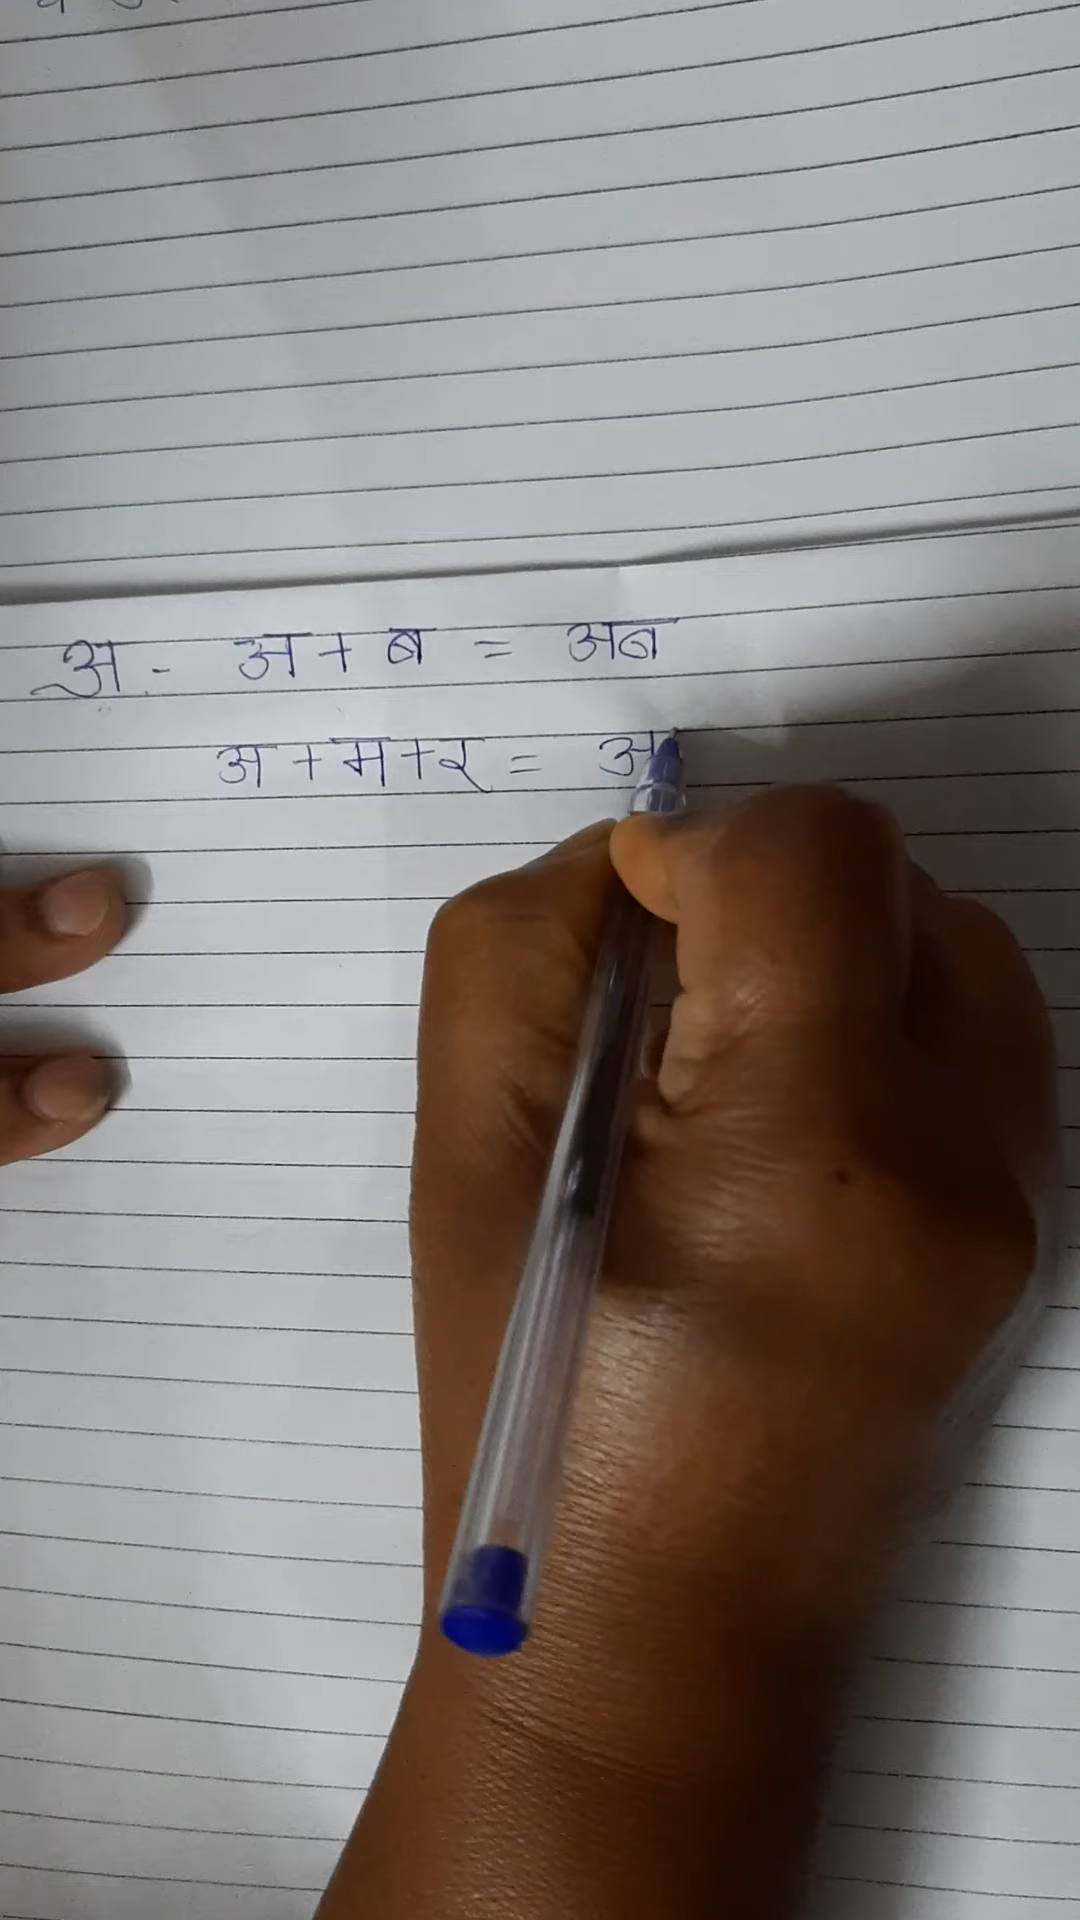 अ - अ + ब = अब
अ + म + र = अ